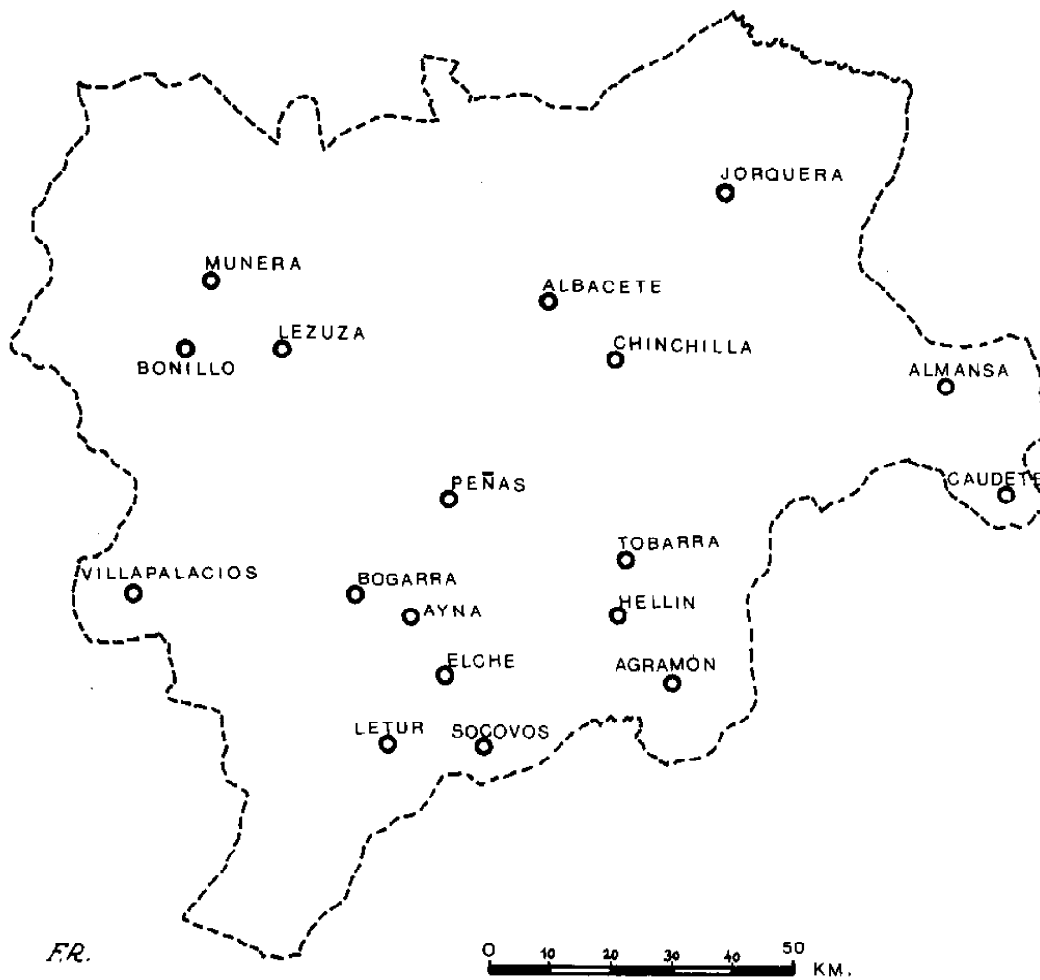 JORQUERA
MUNERA
ALBACETE
LEZUZA
CHINCHILLA
BONILLO
ALMANSA
PEÑAS
CAUDETE
TOBARRA
VILLAPALACIOS
BOGARRA
HELLIN
AYNA
ELCHE
AGRAMÓN
LETUR
SOCOVOS
F.R.
0 10 20 30 40 50
KM.